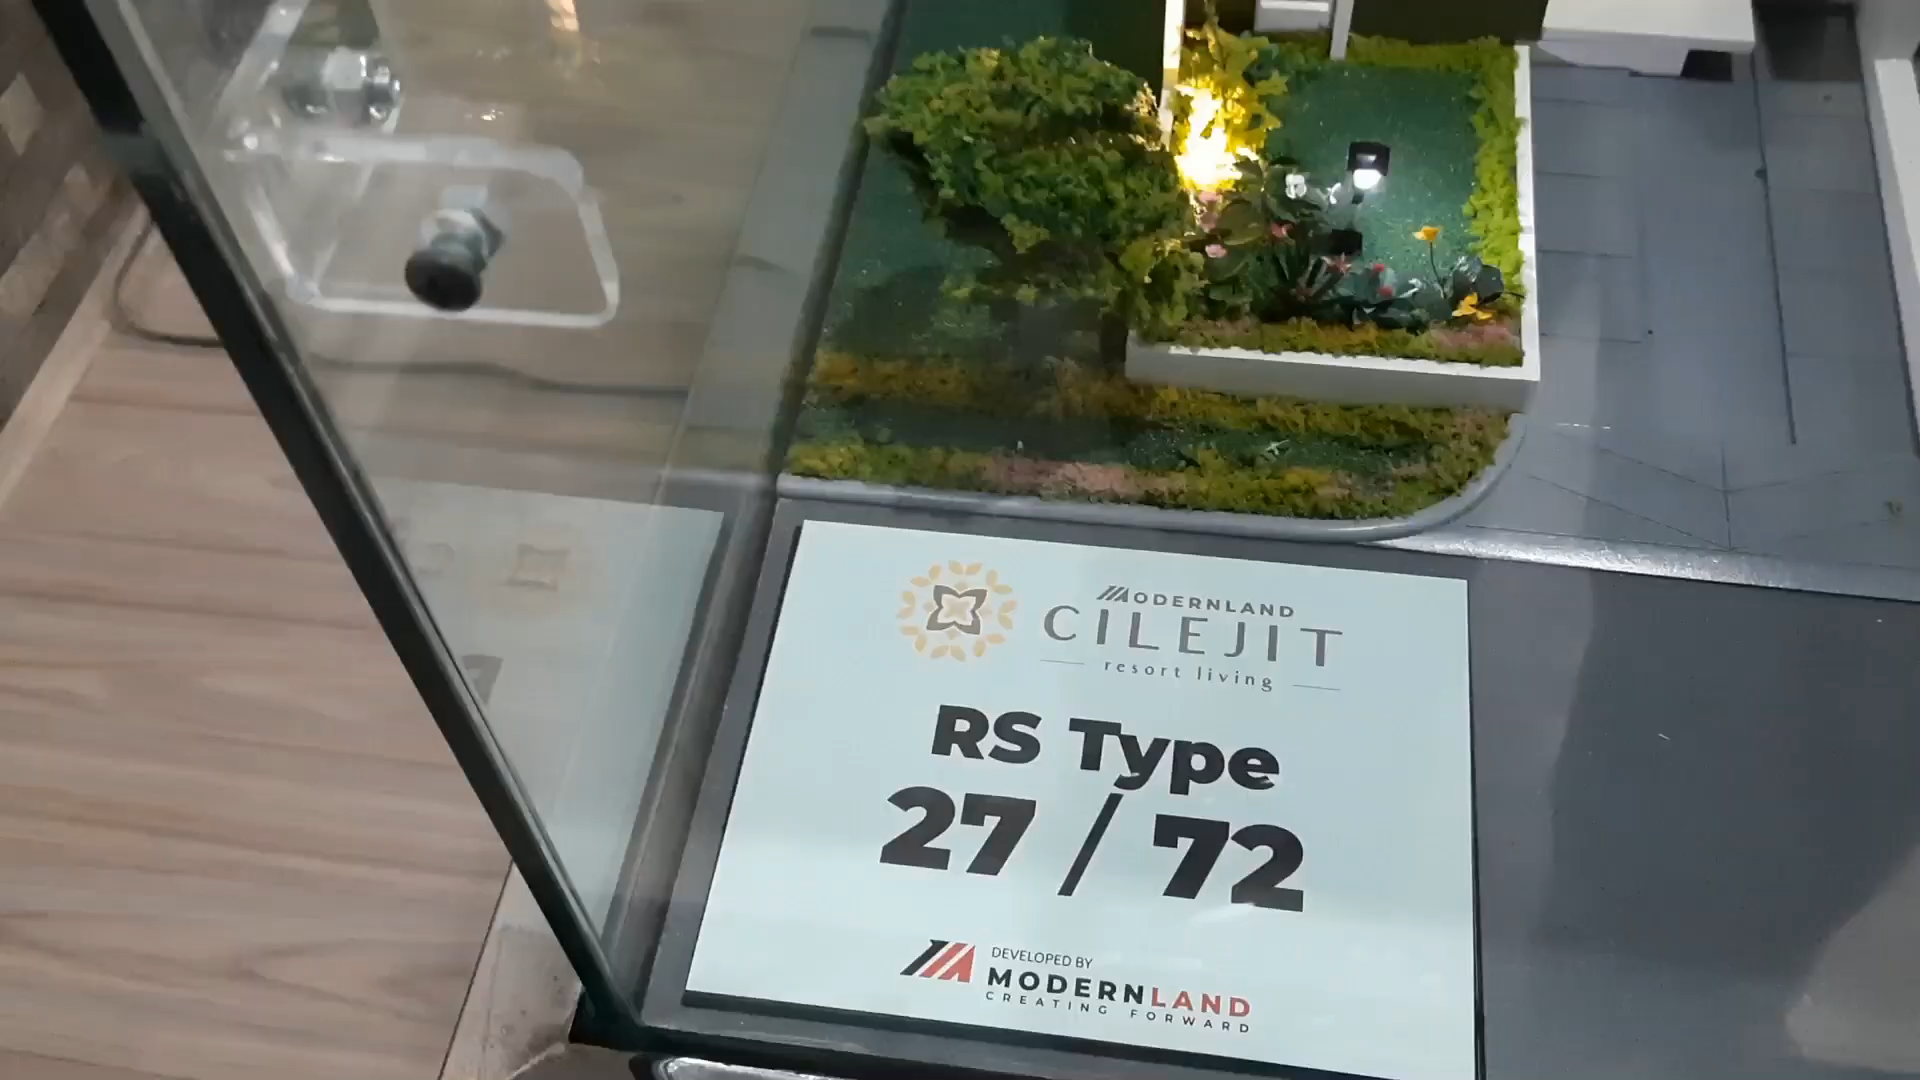 MODERNLAND
CILEJIT
resort living
RS Type
27 / 72
DEVELOPED BY
MODERNLAND
CREATING FORWARD